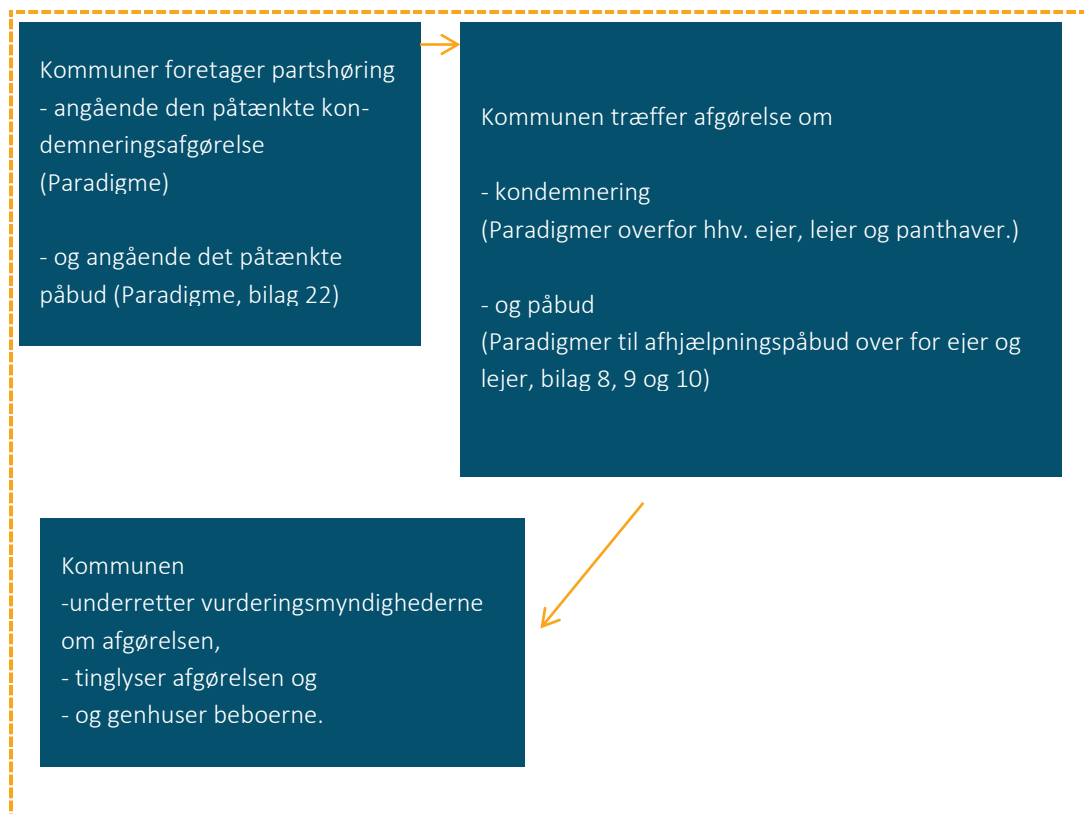 Kommuner foretager partshøring
- angående den påtænkte kon-
demneringsafgørelse
(Paradigme)
- og angående det påtænkte
påbud (Paradigme, bilag 22)
Kommunen træffer afgørelse om
- kondemnering
(Paradigmer overfor hhv. ejer, lejer og panthaver.)
- og påbud
(Paradigmer til afhjælpningspåbud over for ejer og
lejer, bilag 8, 9 og 10)
Kommunen
-underretter vurderingsmyndighederne
om afgørelsen,
- tinglyser afgørelsen og
- og genhuser beboerne.